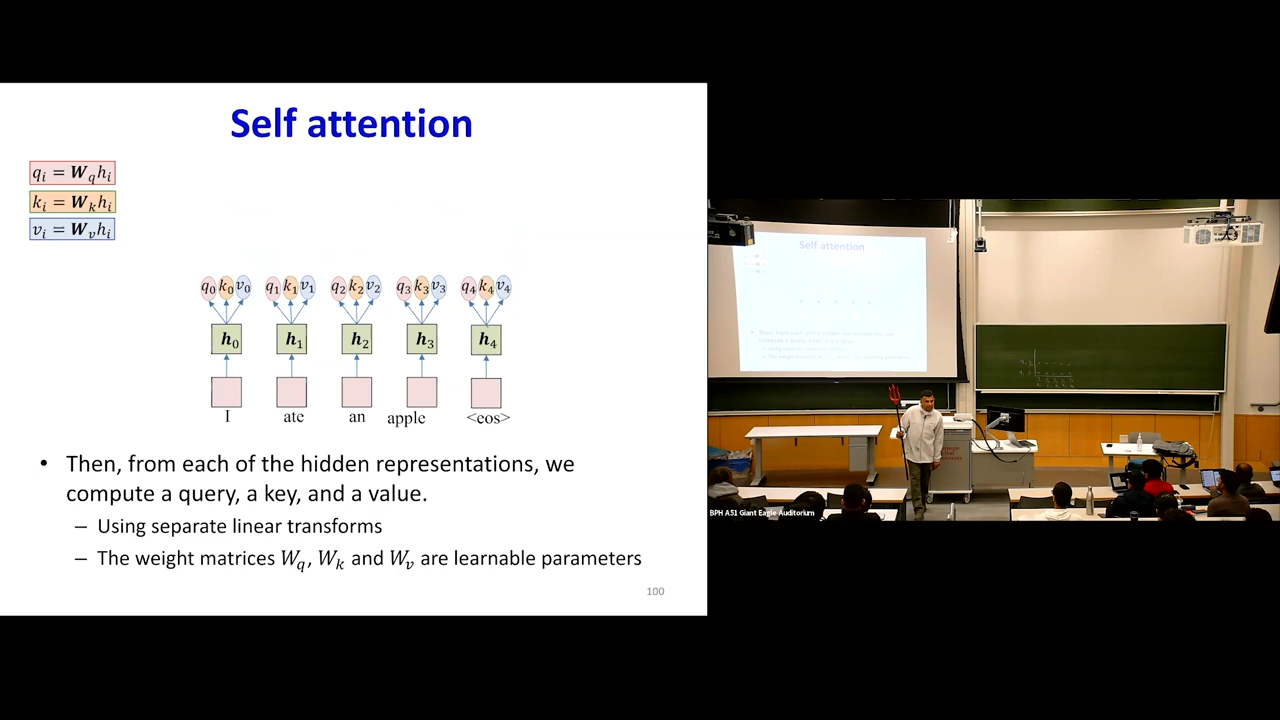 Self attention
qᵢ = W_q hᵢ
kᵢ = W_k hᵢ
vᵢ = W_v hᵢ
q₀ k₀ v₀ q₁ k₁ v₁ q₂ k₂ v₂ q₃ k₃ v₃ q₄ k₄ v₄
h₀ h₁ h₂ h₃ h₄
I ate an apple <eos>
• Then, from each of the hidden representations, we
compute a query, a key, and a value.
– Using separate linear transforms
– The weight matrices W_q, W_k and W_v are learnable parameters
100
Self attention
BPH A51 Giant Eagle Auditorium